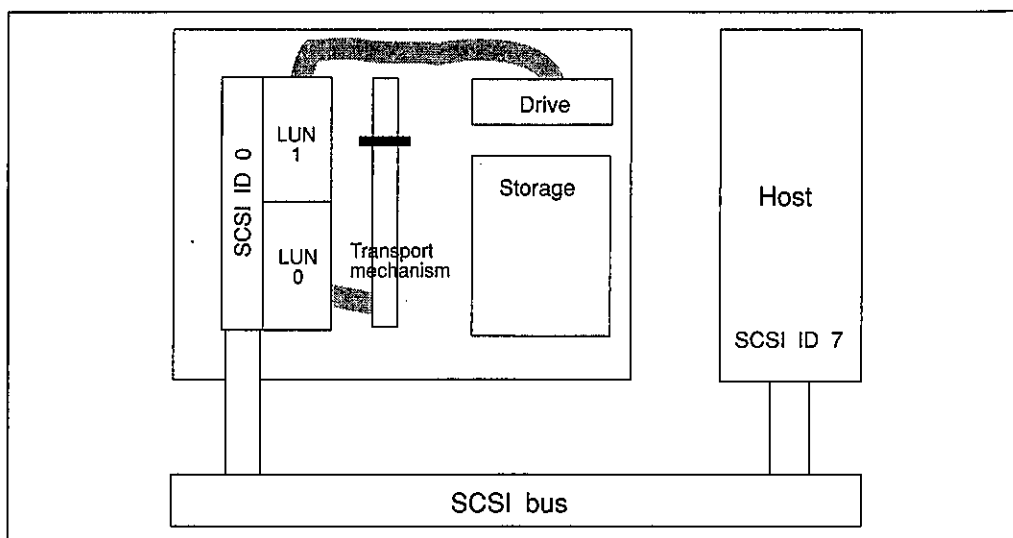 SCSI ID 0
LUN
1
LUN
0
Transport
mechanism
Drive
Storage
Host
SCSI ID 7
SCSI bus